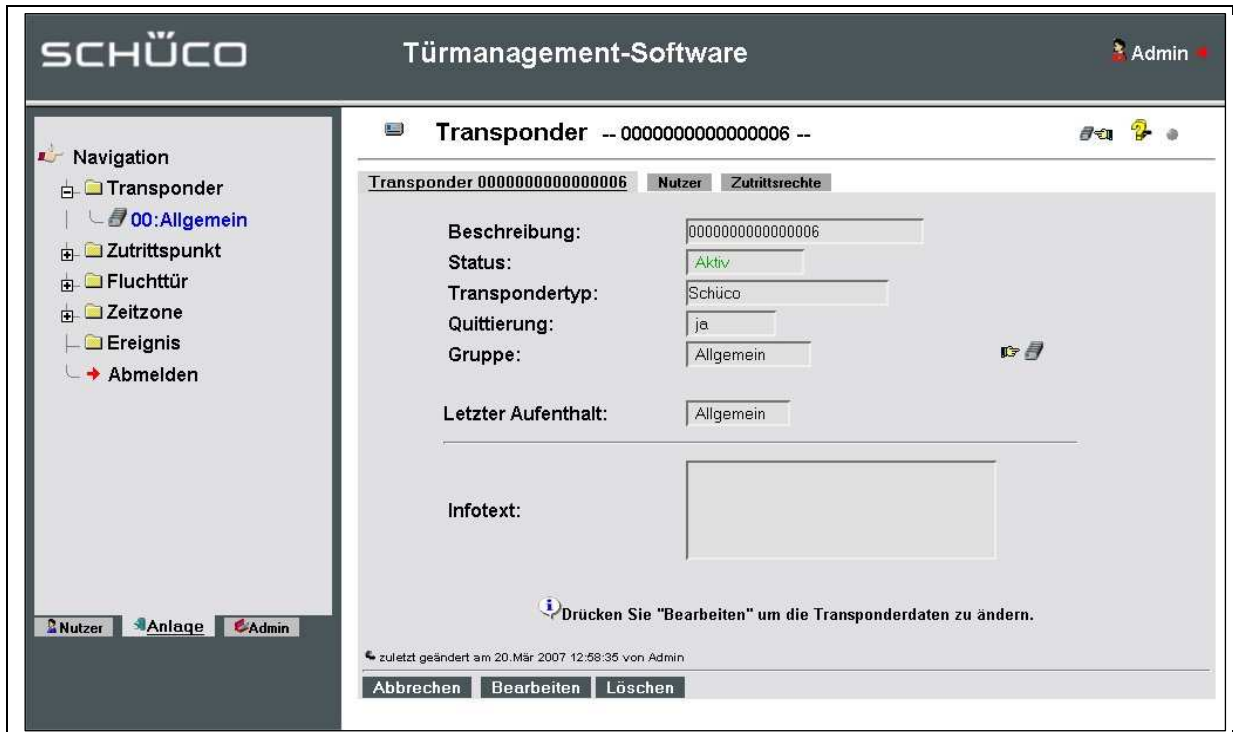 SCHÜCO
Türmanagement-Software
Admin
Navigation
Transponder
00:Allgemein
Zutrittspunkt
Fluchttür
Zeitzone
Ereignis
Abmelden
Nutzer Anlage Admin
Transponder -- 0000000000000006 --
Transponder 0000000000000006 Nutzer Zutrittsrechte
Beschreibung: 0000000000000006
Status: Aktiv
Transpondertyp: Schüco
Quittierung: ja
Gruppe: Allgemein
Letzter Aufenthalt: Allgemein
Infotext:
Drücken Sie "Bearbeiten" um die Transponderdaten zu ändern.
zuletzt geändert am 20.Mär 2007 12:58:35 von Admin
Abbrechen Bearbeiten Löschen